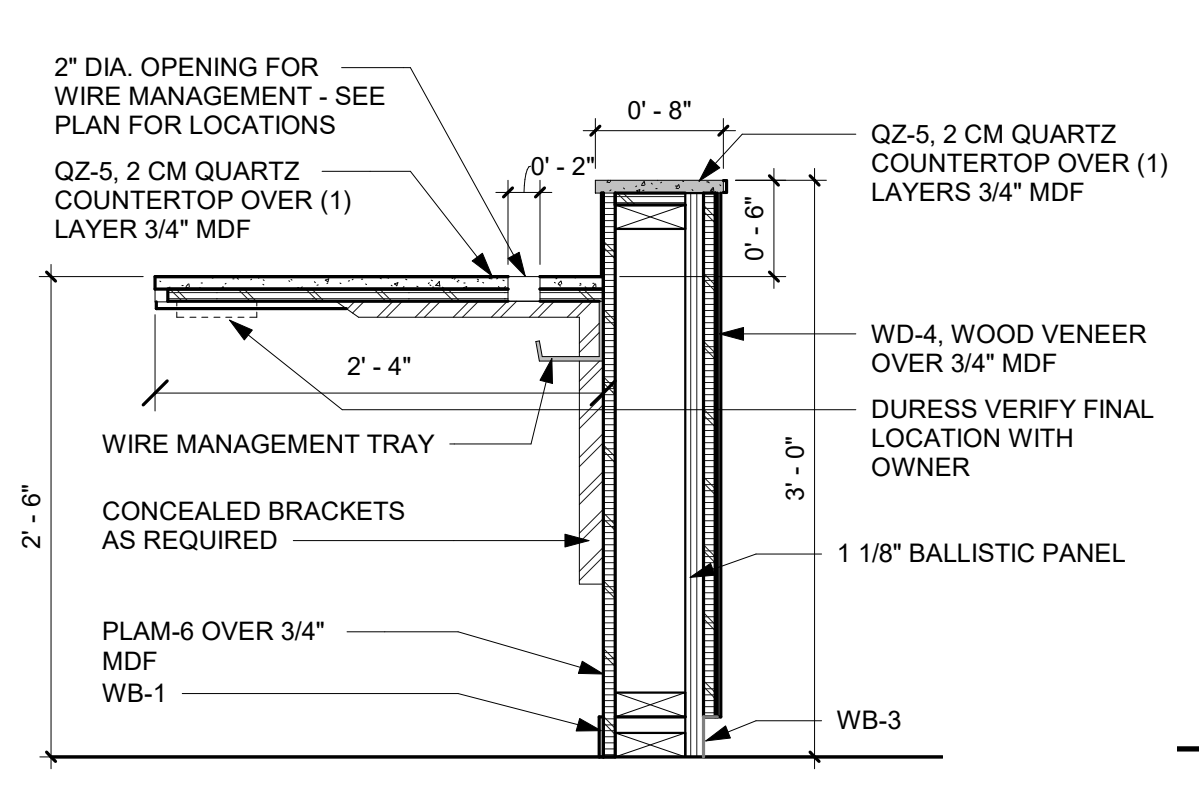 2" DIA. OPENING FOR
WIRE MANAGEMENT - SEE
PLAN FOR LOCATIONS
QZ-5, 2 CM QUARTZ
COUNTERTOP OVER (1)
LAYER 3/4" MDF
0' - 2"
0' - 8"
QZ-5, 2 CM QUARTZ
COUNTERTOP OVER (1)
LAYERS 3/4" MDF
0' - 6"
2' - 4"
WD-4, WOOD VENEER
OVER 3/4" MDF
DURESS VERIFY FINAL
LOCATION WITH
OWNER
WIRE MANAGEMENT TRAY
3' - 0"
2' - 6"
CONCEALED BRACKETS
AS REQUIRED
1 1/8" BALLISTIC PANEL
PLAM-6 OVER 3/4"
MDF
WB-1
WB-3